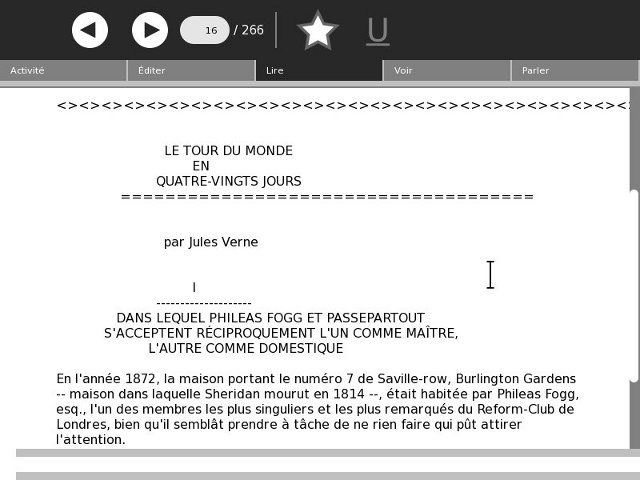 16 / 266
U
Activité Éditer Lire Voir Parler
<><><><><><><><><><><><><><><><><><><><><><><><><><
LE TOUR DU MONDE
EN
QUATRE-VINGTS JOURS
=====================================
par Jules Verne
I
--------------------
DANS LEQUEL PHILEAS FOGG ET PASSEPARTOUT
S'ACCEPTENT RÉCIPROQUEMENT L'UN COMME MAÎTRE,
L'AUTRE COMME DOMESTIQUE
En l'année 1872, la maison portant le numéro 7 de Saville-row, Burlington Gardens
-- maison dans laquelle Sheridan mourut en 1814 --, était habitée par Phileas Fogg,
esq., l'un des membres les plus singuliers et les plus remarqués du Reform-Club de
Londres, bien qu'il semblât prendre à tâche de ne rien faire qui pût attirer
l'attention.